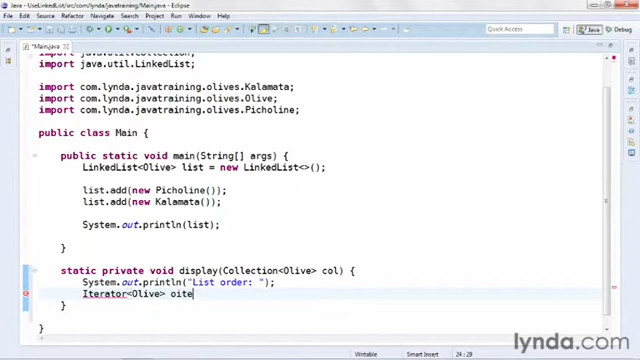 Java - UseLinkedList/src/com/lynda/javatraining/Main.java - Eclipse
File Edit Source Refactor Navigate Search Project Run Window Help
Quick Access
Java
*Main.java
import java.util.Collection;
import java.util.LinkedList;
import com.lynda.javatraining.olives.Kalamata;
import com.lynda.javatraining.olives.Olive;
import com.lynda.javatraining.olives.Picholine;
public class Main {
public static void main(String[] args) {
LinkedList<Olive> list = new LinkedList<>();
list.add(new Picholine());
list.add(new Kalamata());
System.out.println(list);
}
static private void display(Collection<Olive> col) {
System.out.println("List order: ");
Iterator<Olive> oite
}
}
Writable
Smart Insert
lynda.com